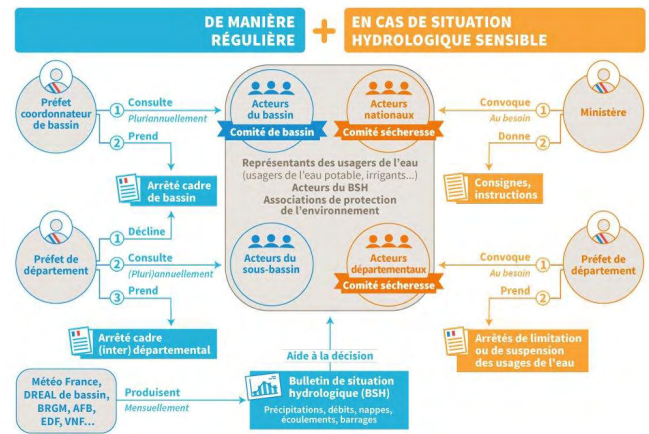 DE MANIÈRE
RÉGULIÈRE
+
EN CAS DE SITUATION
HYDROLOGIQUE SENSIBLE
Préfet
coordonnateur
de bassin
1 Consulte
Pluriannuellement
2 Prend
Arrêté cadre
de bassin
Acteurs
du bassin
Comité de bassin
Acteurs
nationaux
Comité sécheresse
Convoque 1
Au besoin
Donne 2
Ministère
Consignes,
instructions
Représentants des usagers de l'eau
(usagers de l'eau potable, irrigants...)
Acteurs du BSH
Associations de protection
de l'environnement
Préfet de
département
1 Décline
2 Consulte
(Pluri)annuellement
3 Prend
Arrêté cadre
(inter) départemental
Acteurs du
sous-bassin
Acteurs
départementaux
Comité sécheresse
Convoque 1
Au besoin
Prend 2
Préfet de
département
Arrêtés de limitation
ou de suspension
des usages de l'eau
Aide à la décision
Météo France,
DREAL de bassin,
BRGM, AFB,
EDF, VNF...
Produisent
Mensuellement
Bulletin de situation
hydrologique (BSH)
Précipitations, débits, nappes,
écoulements, barrages